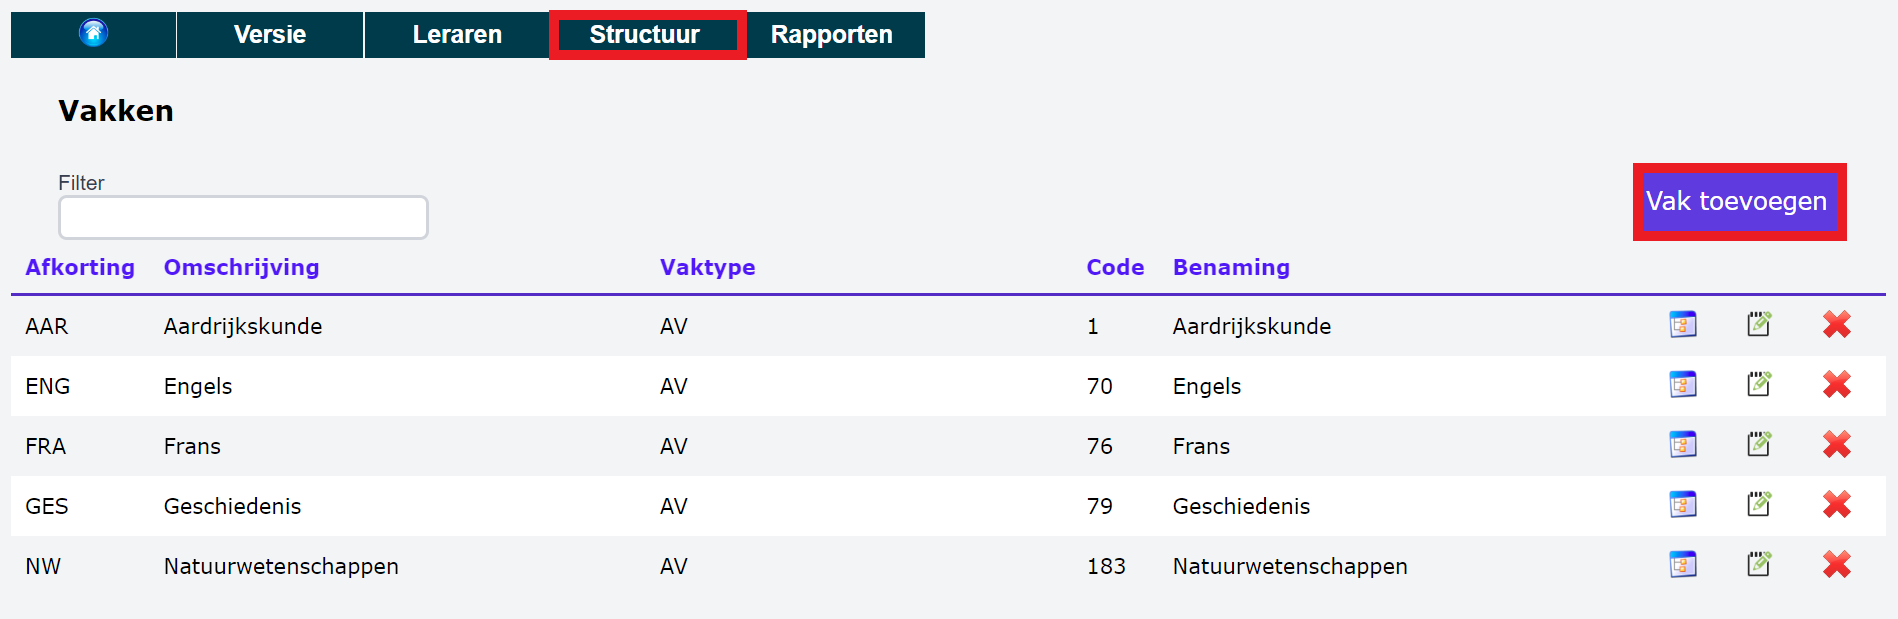 Versie Leraren Structuur Rapporten
Vakken
Filter
Vak toevoegen
Afkorting Omschrijving Vaktype Code Benaming
AAR Aardrijkskunde AV 1 Aardrijkskunde
ENG Engels AV 70 Engels
FRA Frans AV 76 Frans
GES Geschiedenis AV 79 Geschiedenis
NW Natuurwetenschappen AV 183 Natuurwetenschappen